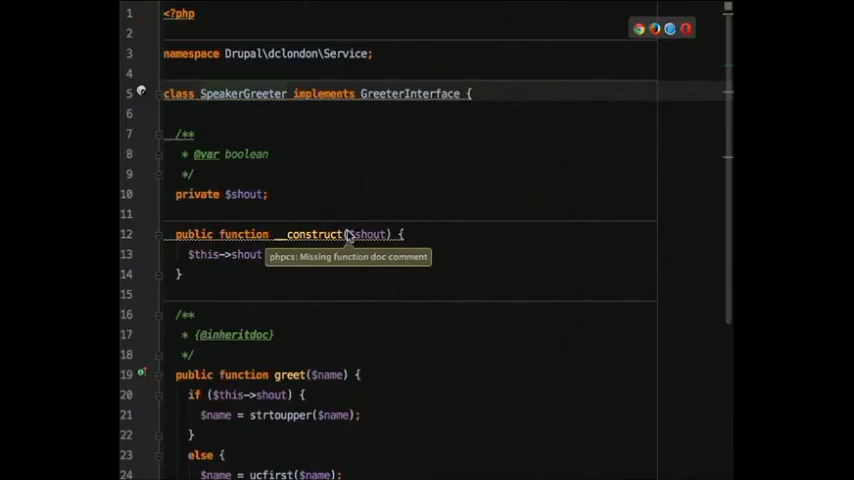 1 <?php
2
3 namespace Drupal\dclondon\Service;
4
5 class SpeakerGreeter implements GreeterInterface {
6
7 /**
8 * @var boolean
9 */
10 private $shout;
11
12 public function __construct($shout) {
13 $this->shout
phpcs: Missing function doc comment
14 }
15
16 /**
17 * {@inheritdoc}
18 */
19 public function greet($name) {
20 if ($this->shout) {
21 $name = strtoupper($name);
22 }
23 else {
24 $name = ucfirst($name);